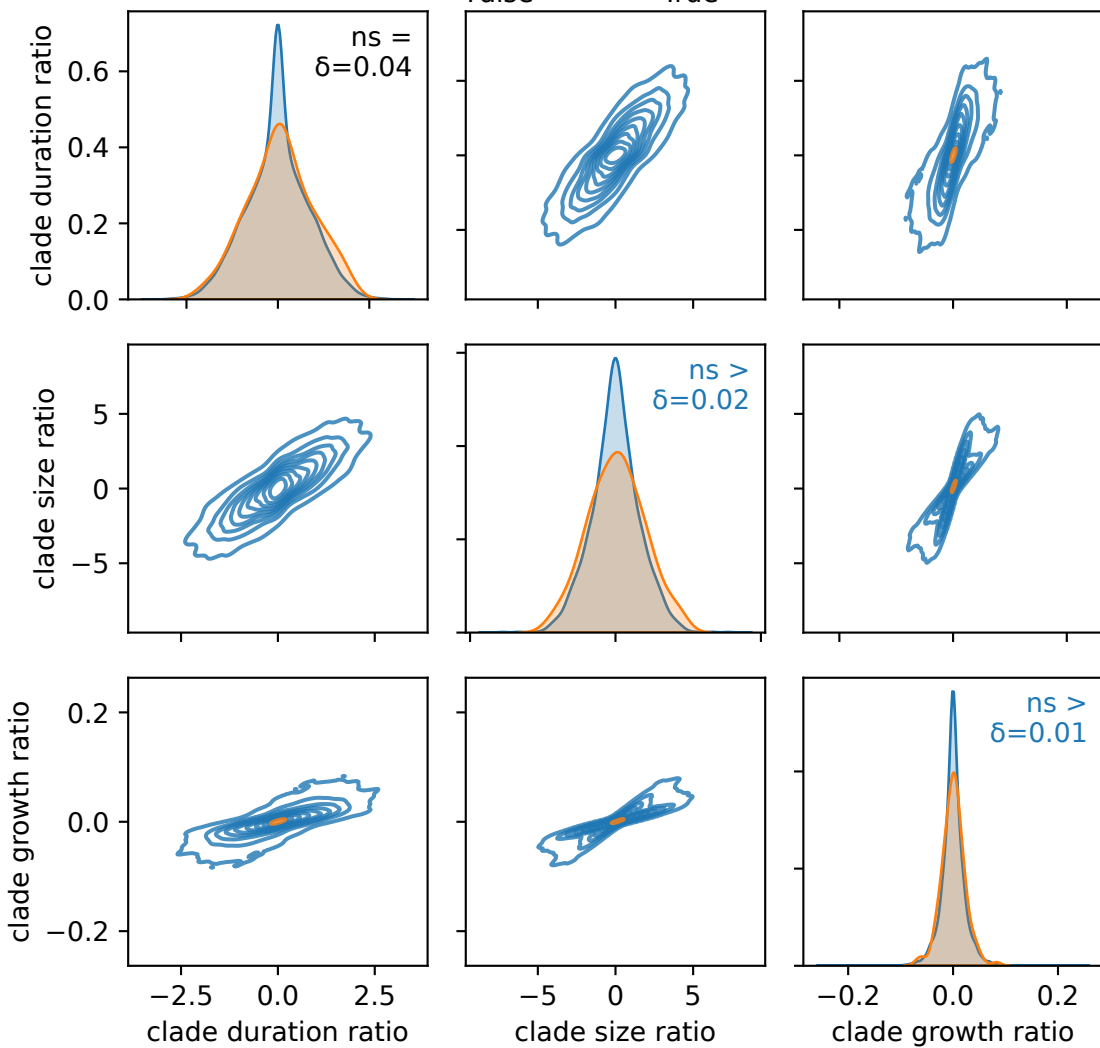 clade duration ratio
0.6
0.4
0.2
0.0
ns =
δ=0.04
clade size ratio
5
0
−5
ns >
δ=0.02
clade growth ratio
0.2
0.0
−0.2
ns >
δ=0.01
−2.5 0.0 2.5
−5 0 5
−0.2 0.0 0.2
clade duration ratio
clade size ratio
clade growth ratio